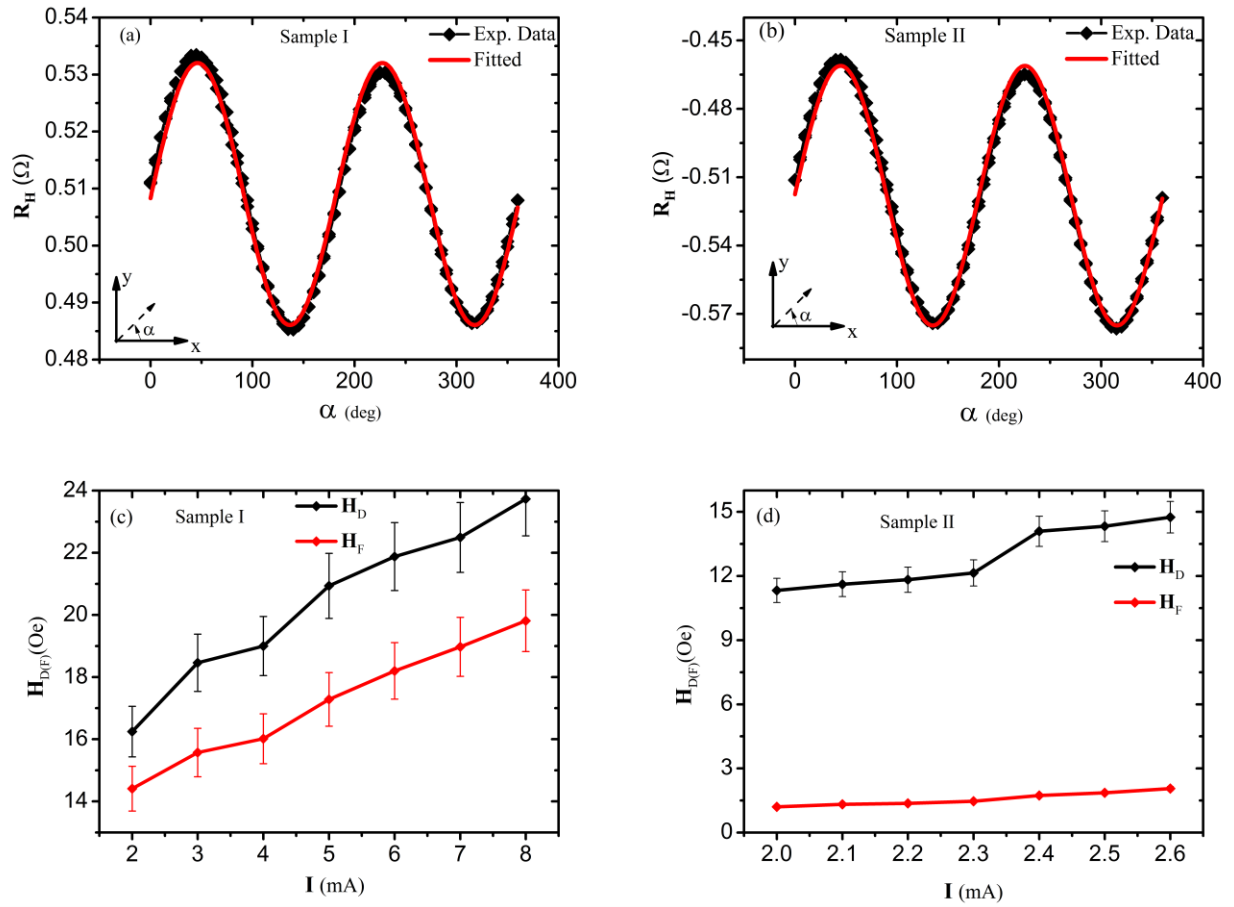 (a)
Sample I
Exp. Data
Fitted
0.54
0.53
0.52
0.51
0.50
0.49
0.48
R_H (Ω)
y
α
x
0
100
200
300
400
α (deg)
(b)
Sample II
Exp. Data
Fitted
-0.45
-0.48
-0.51
-0.54
-0.57
R_H (Ω)
y
α
x
0
100
200
300
400
α (deg)
(c)
Sample I
H_D
H_F
24
22
20
18
16
14
H_D(F)(Oe)
2
3
4
5
6
7
8
I (mA)
(d)
Sample II
H_D
H_F
15
12
9
6
3
0
H_D(F)(Oe)
2.0
2.1
2.2
2.3
2.4
2.5
2.6
I (mA)